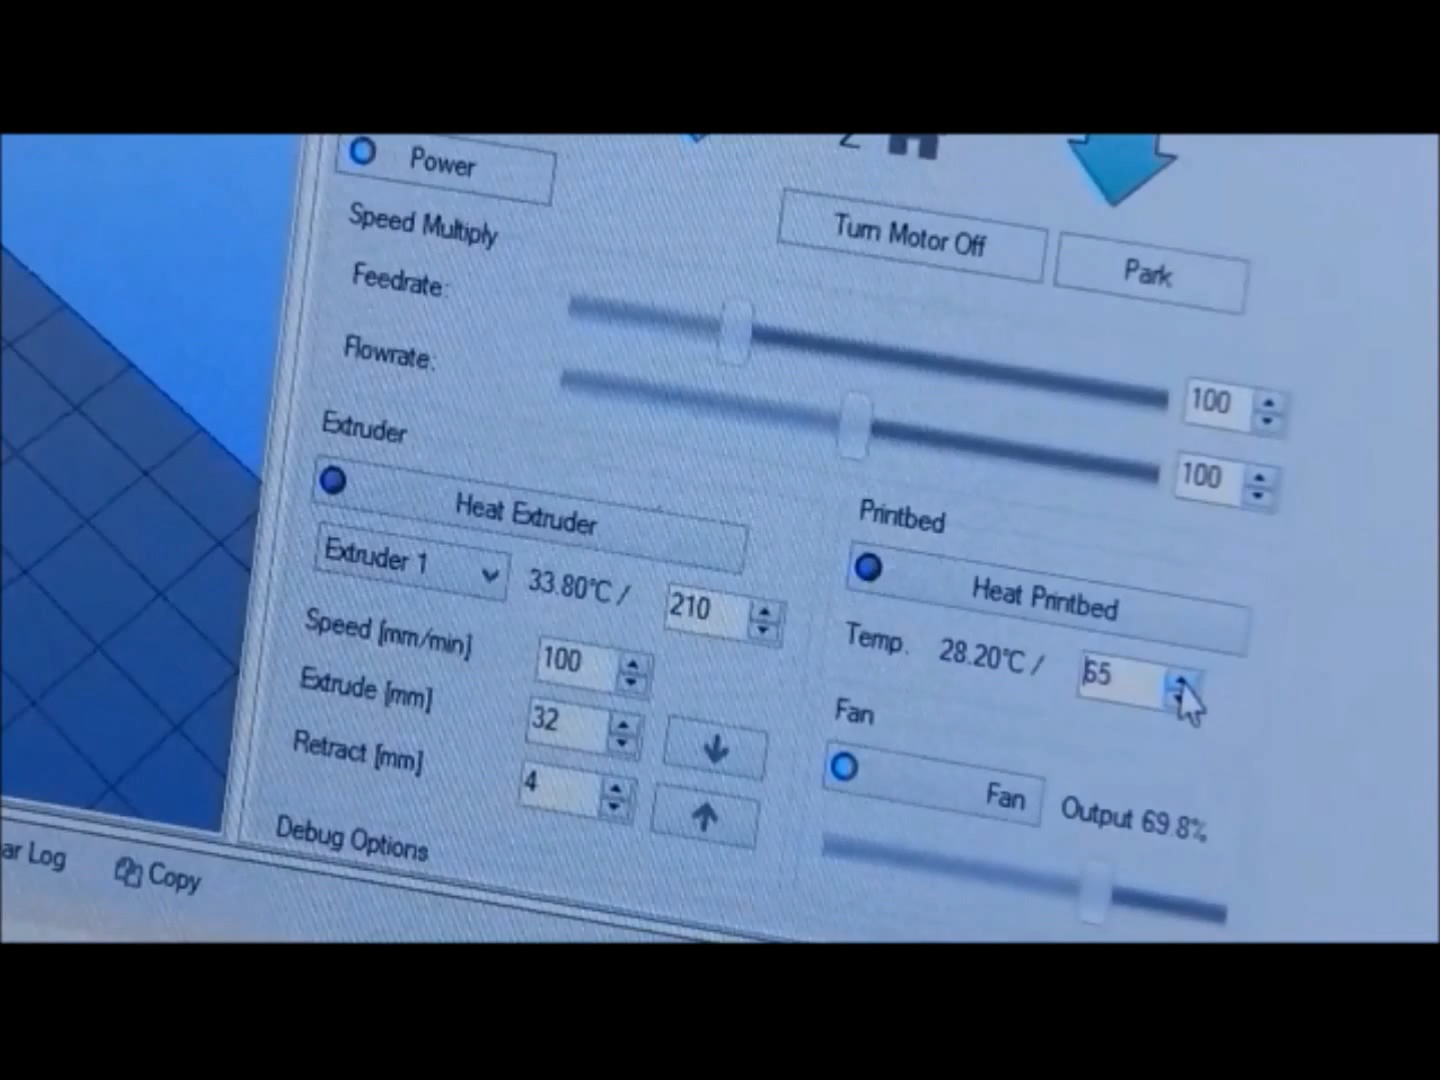 Z
Power
Speed Multiply
Turn Motor Off
Park
Feedrate:
100
Flowrate:
100
Extruder
Heat Extruder
Extruder 1
33.80°C /
210
Speed [mm/min]
100
Extrude [mm]
32
Retract [mm]
4
Printbed
Heat Printbed
Temp. 28.20°C /
65
Fan
Fan
Output 69.8%
Debug Options
ar Log
Copy